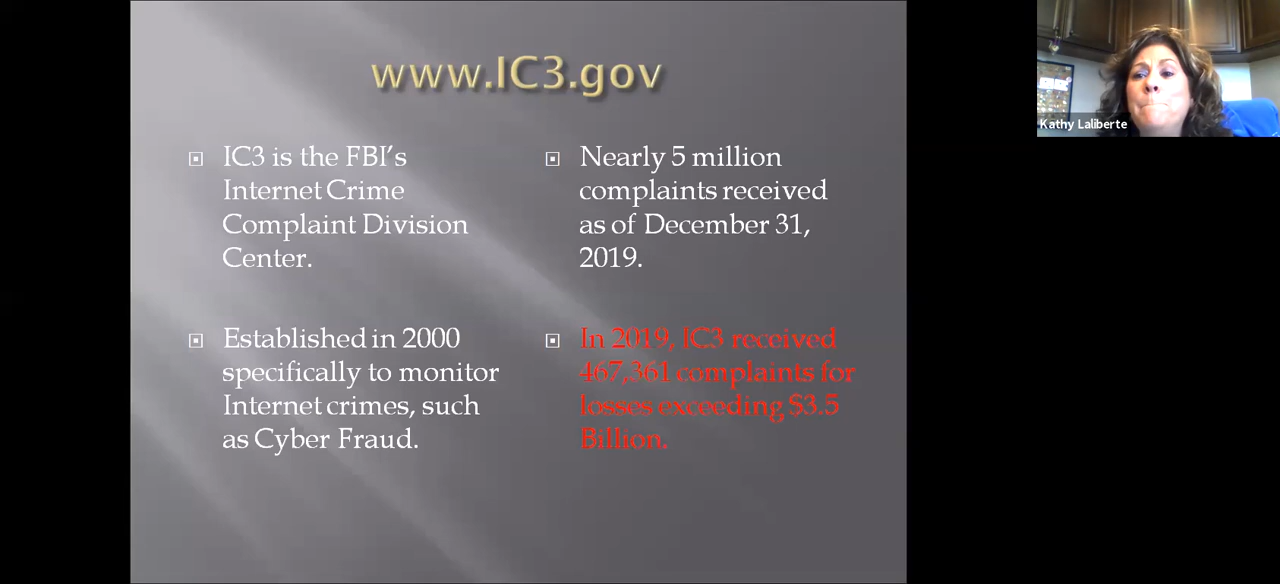 www.IC3.gov
IC3 is the FBI's
Internet Crime
Complaint Division
Center.
Established in 2000
specifically to monitor
Internet crimes, such
as Cyber Fraud.
Nearly 5 million
complaints received
as of December 31,
2019.
In 2019, IC3 received
467,361 complaints for
losses exceeding $3.5
Billion.
Kathy Laliberte